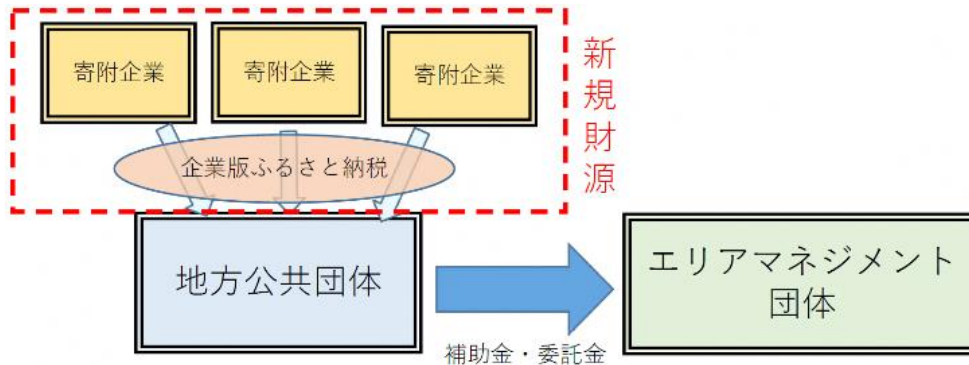 寄附企業
寄附企業
寄附企業
新規財源
企業版ふるさと納税
地方公共団体
エリアマネジメント
団体
補助金・委託金